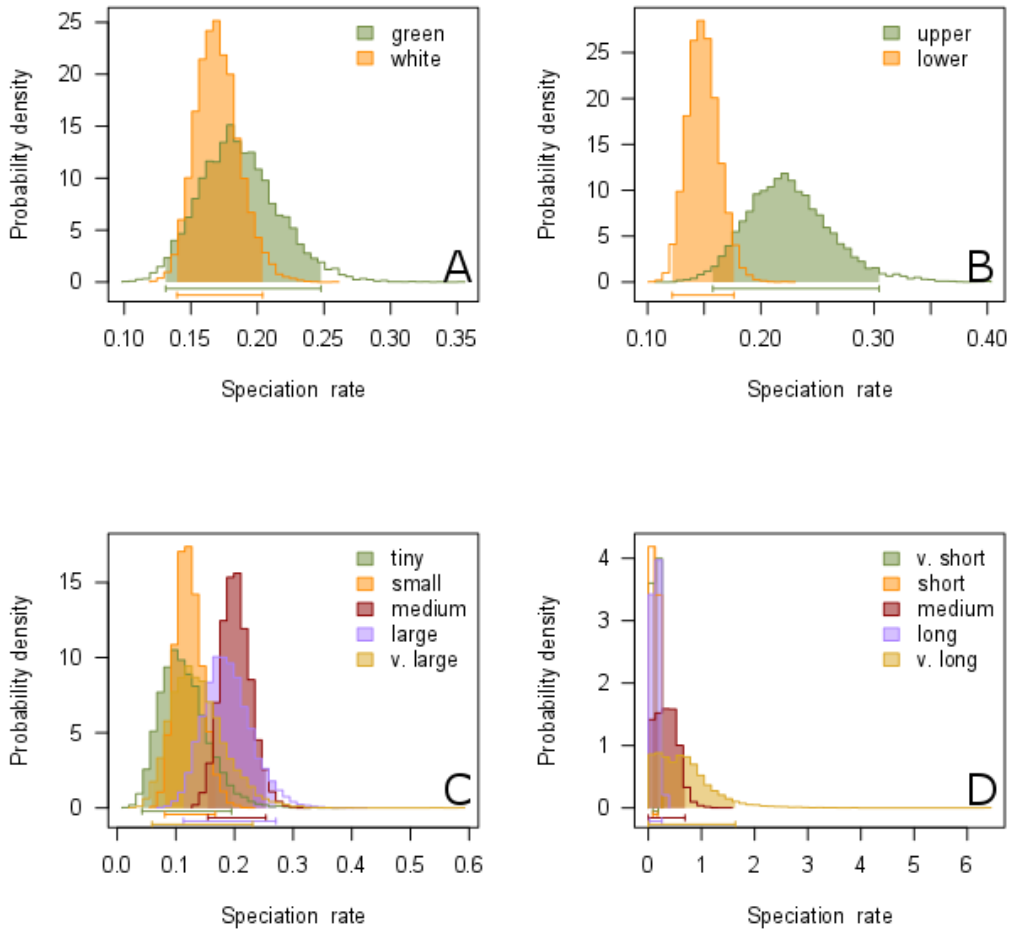 green
white
Probability density
25
20
15
10
5
0
A
0.10 0.15 0.20 0.25 0.30 0.35
Speciation rate
upper
lower
Probability density
25
20
15
10
5
0
B
0.10 0.20 0.30 0.40
Speciation rate
tiny
small
medium
large
v. large
Probability density
15
10
5
0
C
0.0 0.1 0.2 0.3 0.4 0.5 0.6
Speciation rate
v. short
short
medium
long
v. long
Probability density
4
3
2
1
0
D
0 1 2 3 4 5 6
Speciation rate